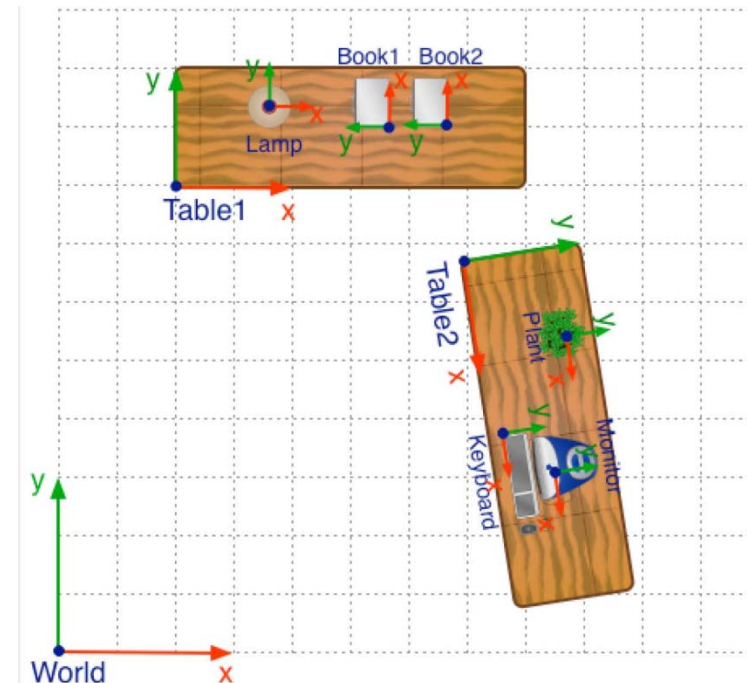 Book1 Book2
y
y
x
x
x
Lamp
y
y
Table1
x
y
Table2
Plant
y
x
x
y
Keyboard
Monitor
y
x
x
y
World
x